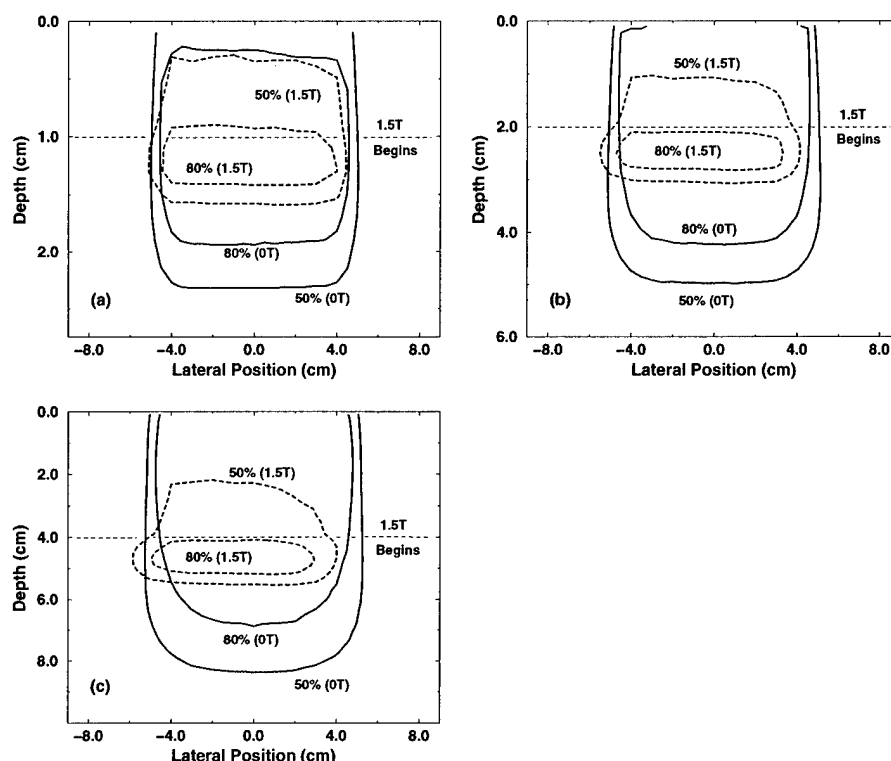 0.0
50% (1.5T)
1.5T
1.0
Begins
80% (1.5T)
Depth (cm)
2.0
80% (0T)
(a)
50% (0T)
−8.0 −4.0 0.0 4.0 8.0
Lateral Position (cm)
0.0
50% (1.5T)
1.5T
2.0
Begins
80% (1.5T)
Depth (cm)
4.0
80% (0T)
(b)
50% (0T)
6.0
−8.0 −4.0 0.0 4.0 8.0
Lateral Position (cm)
0.0
50% (1.5T)
2.0
1.5T
4.0
Begins
80% (1.5T)
Depth (cm)
6.0
80% (0T)
8.0
(c)
50% (0T)
−8.0 −4.0 0.0 4.0 8.0
Lateral Position (cm)